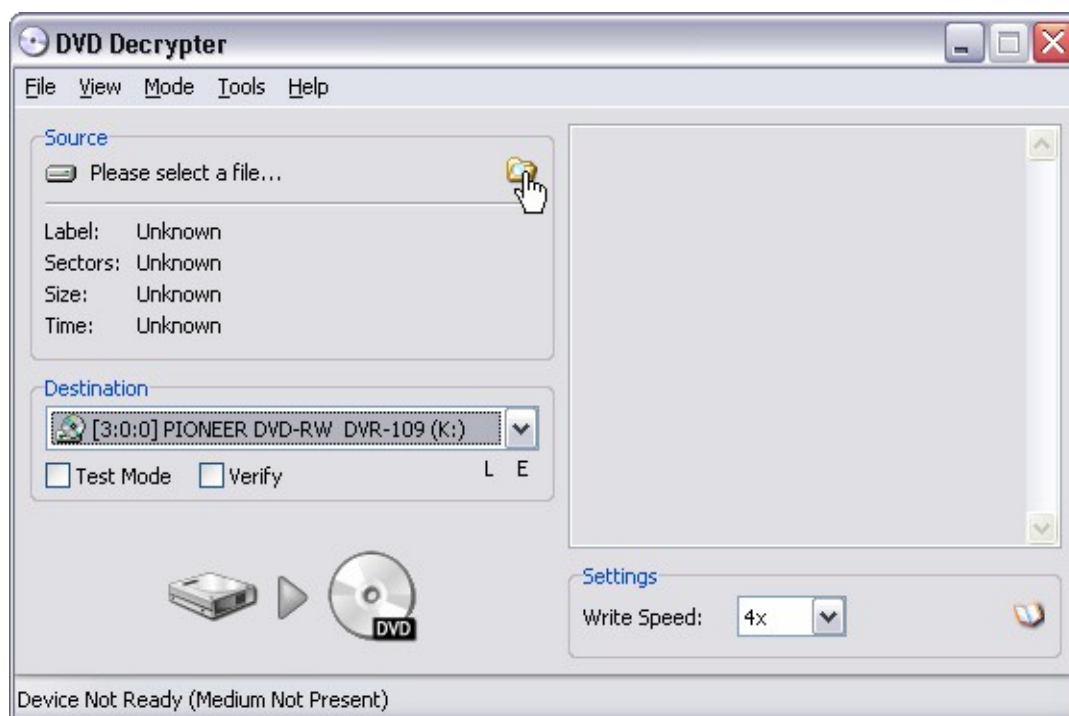 DVD Decrypter
File View Mode Tools Help
Source
Please select a file...
Label: Unknown
Sectors: Unknown
Size: Unknown
Time: Unknown
Destination
[3:0:0] PIONEER DVD-RW DVR-109 (K:)
Test Mode Verify L E
DVD
Settings
Write Speed: 4x
Device Not Ready (Medium Not Present)